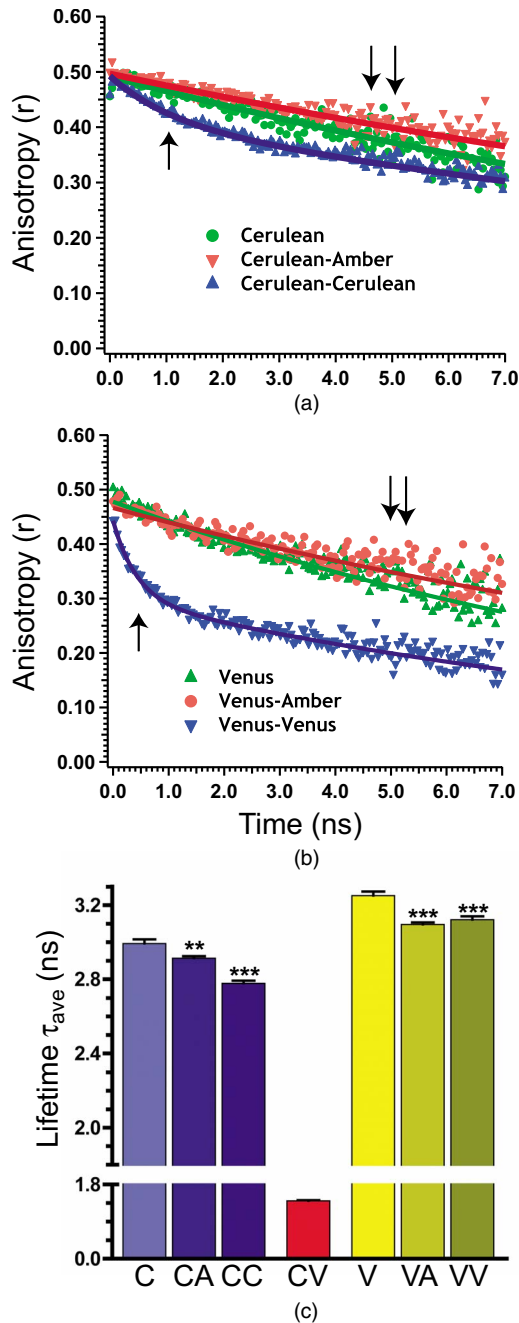 0.60
0.50
0.40
0.30
0.20
0.10
0.00
Anisotropy (r)
Cerulean
Cerulean-Amber
Cerulean-Cerulean
0.0 1.0 2.0 3.0 4.0 5.0 6.0 7.0
(a)
0.60
0.50
0.40
0.30
0.20
0.10
0.00
Anisotropy (r)
Venus
Venus-Amber
Venus-Venus
0.0 1.0 2.0 3.0 4.0 5.0 6.0 7.0
Time (ns)
(b)
Lifetime τave (ns)
3.2
2.8
2.4
2.0
1.8
0.0
** *** *** ***
C CA CC CV V VA VV
(c)